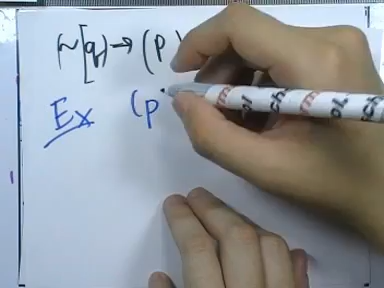 ~[q) → (p
Ex (p